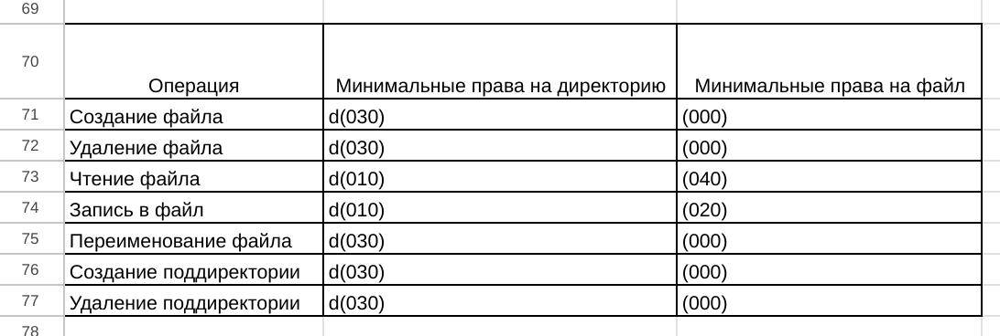 69
70 Операция Минимальные права на директорию Минимальные права на файл
71 Создание файла d(030) (000)
72 Удаление файла d(030) (000)
73 Чтение файла d(010) (040)
74 Запись в файл d(010) (020)
75 Переименование файла d(030) (000)
76 Создание поддиректории d(030) (000)
77 Удаление поддиректории d(030) (000)
78